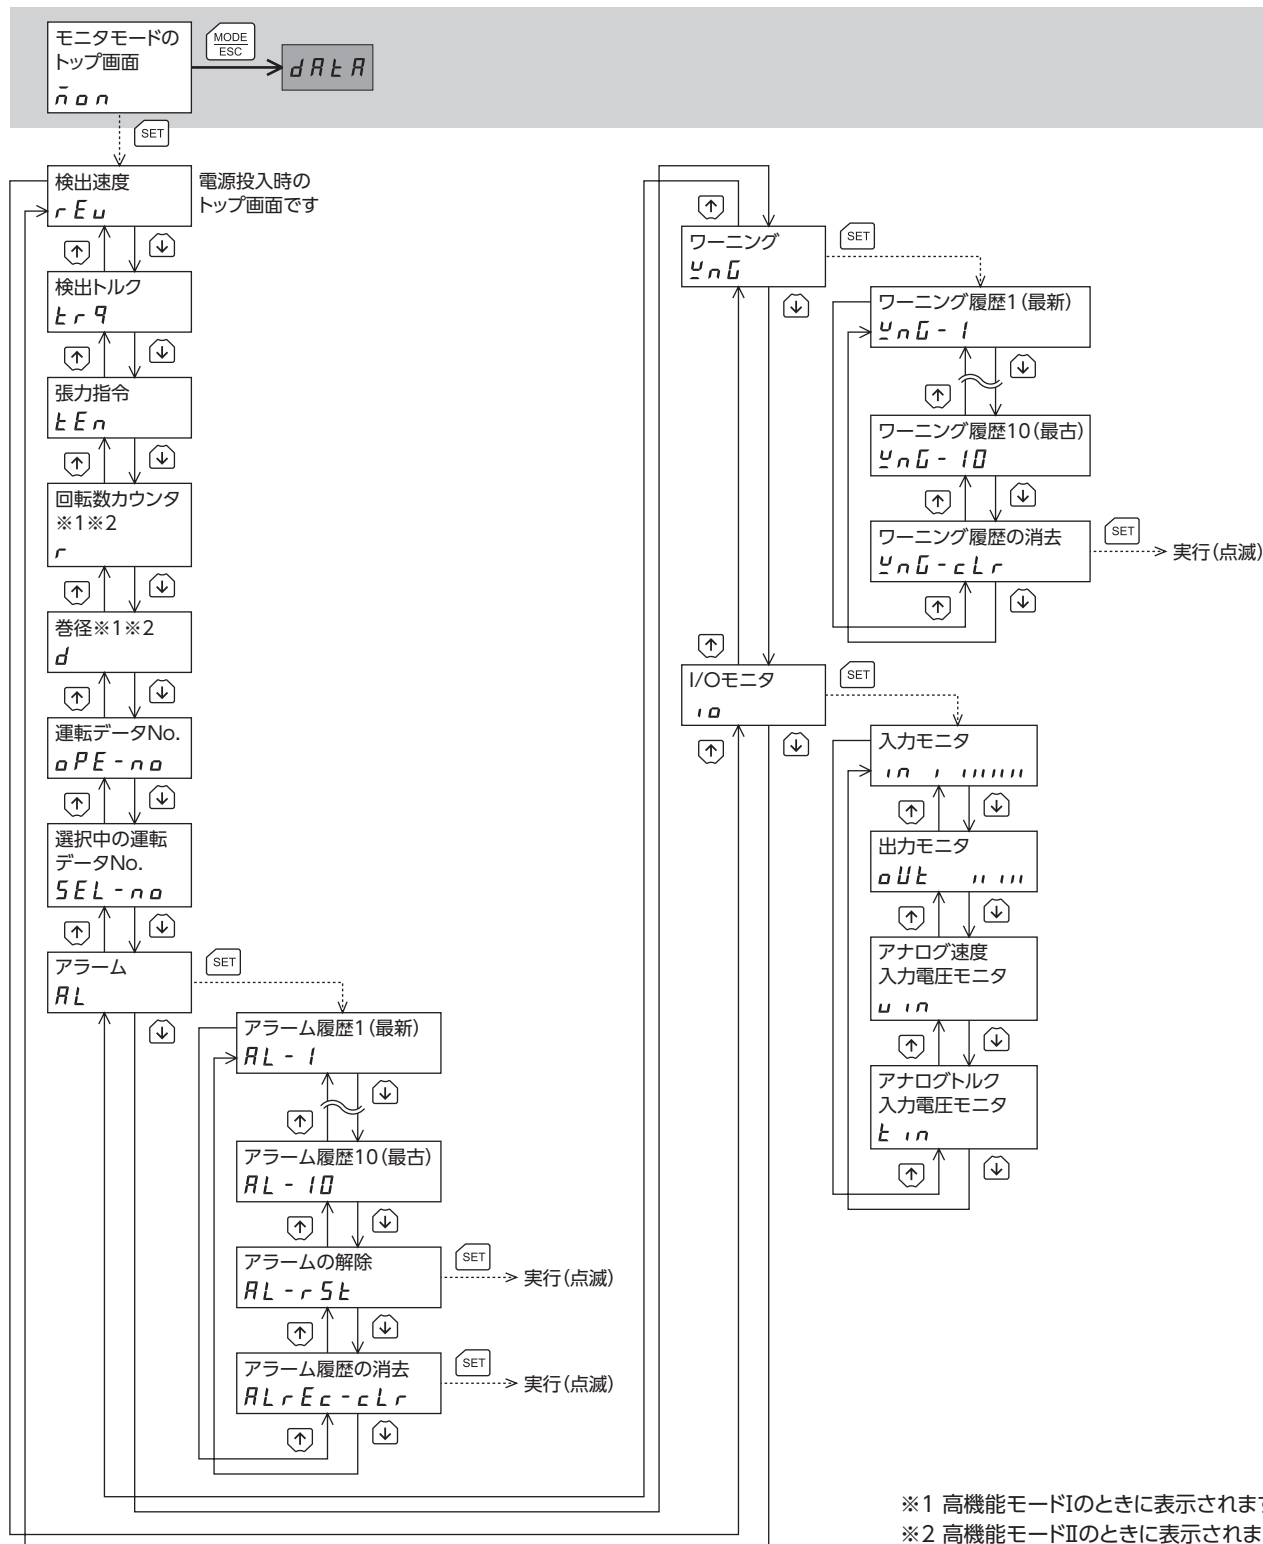 モニタモードの
トップ画面
mon
MODE
ESC
dAtA
SET
検出速度
rEv
電源投入時の
トップ画面です
↑
↓
検出トルク
trq
↑
↓
張力指令
tEn
↑
↓
回転数カウンタ
※1※2
r
↑
↓
巻径※1※2
d
↑
↓
運転データNo.
oPE-no
↑
↓
選択中の運転
データNo.
SEL-no
↑
↓
アラーム
AL
SET
↓
アラーム履歴1(最新)
AL-1
↑
↓
アラーム履歴10(最古)
AL-10
↑
↓
アラームの解除
AL-rSt
SET
実行(点滅)
↑
↓
アラーム履歴の消去
ALrEc-cLr
SET
実行(点滅)
↑
↓
↑
ワーニング
WnG
SET
↓
ワーニング履歴1(最新)
WnG-1
↑
↓
ワーニング履歴10(最古)
WnG-10
↑
↓
ワーニング履歴の消去
WnG-cLr
SET
実行(点滅)
↑
↓
↑
I/Oモニタ
io
SET
↑
↓
入力モニタ
in
↑
↓
出力モニタ
oUt
↑
↓
アナログ速度
入力電圧モニタ
v in
↑
↓
アナログトルク
入力電圧モニタ
t in
↑
↓
※1 高機能モードIのときに表示されます
※2 高機能モードⅡのときに表示されま